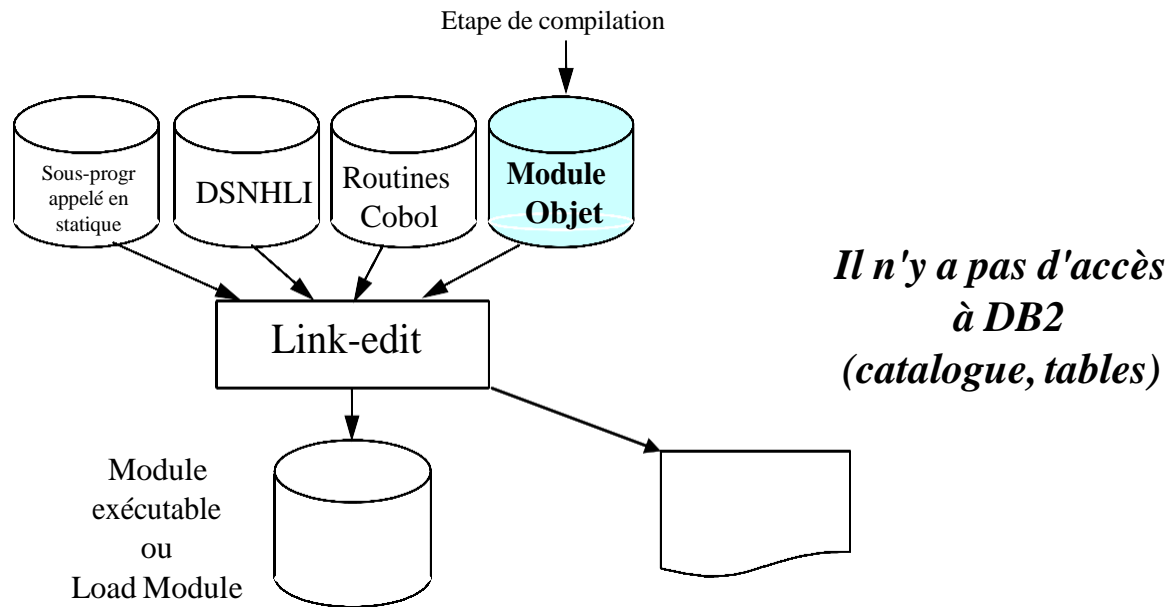 Etape de compilation
Sous-progr
appelé en
statique
DSNHLI
Routines
Cobol
Module
Objet
Il n'y a pas d'accès
à DB2
(catalogue, tables)
Link-edit
Module
exécutable
ou
Load Module